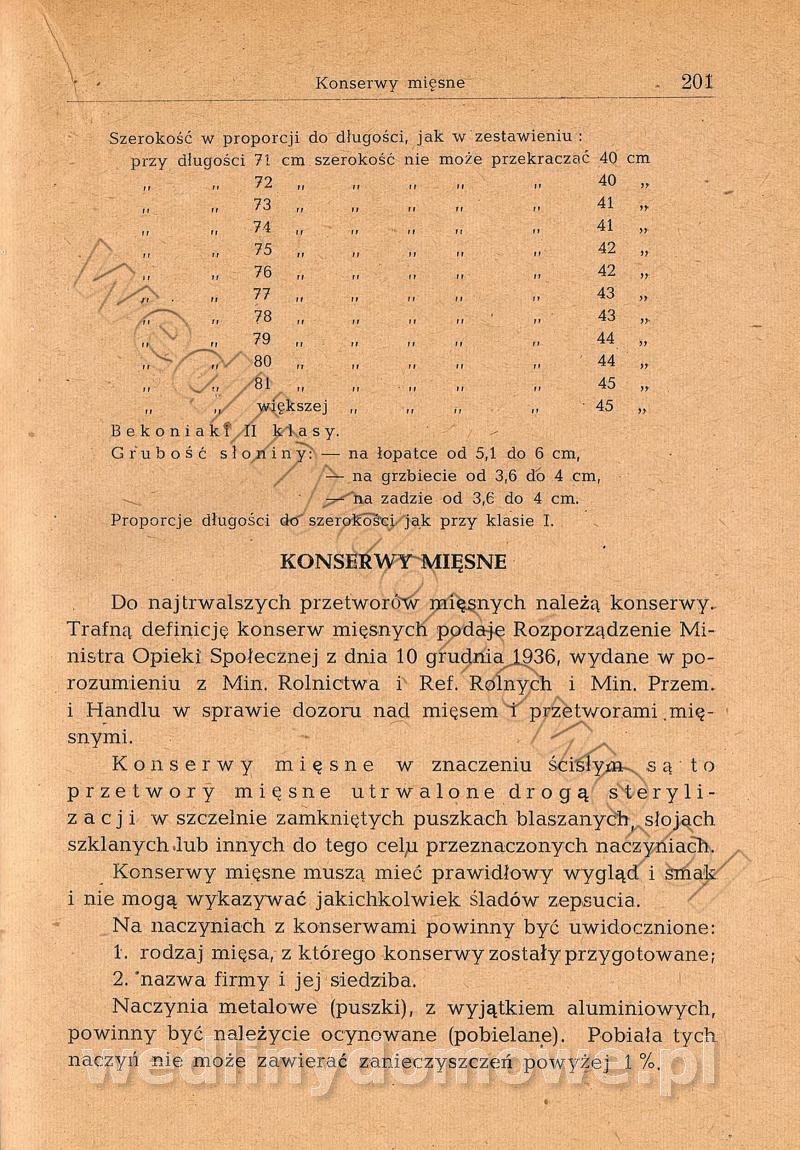 Konserwy mięsne 201
Szerokość w proporcji do długości, jak w zestawieniu :
przy długości 71 cm szerokość nie może przekraczać 40 cm
„ „ 72 „ „ „ „ „ 40 „
„ „ 73 „ „ „ „ „ 41 „
„ „ 74 „ „ „ „ „ 41 „
„ „ 75 „ „ „ „ „ 42 „
„ „ 76 „ „ „ „ „ 42 „
„ „ 77 „ „ „ „ „ 43 „
„ „ 78 „ „ „ „ „ 43 „
„ „ 79 „ „ „ „ „ 44 „
„ „ 80 „ „ „ „ „ 44 „
„ „ 81 „ „ „ „ „ 45 „
„ „ większej „ „ „ „ 45 „
Bekoniaki II klasy.
Grubość słoniny: — na łopatce od 5,1 do 6 cm,
— na grzbiecie od 3,6 do 4 cm,
— na zadzie od 3,6 do 4 cm.
Proporcje długości do szerokości jak przy klasie I.
KONSERWY MIĘSNE
Do najtrwalszych przetworów mięsnych należą konserwy.
Trafną definicję konserw mięsnych podaje Rozporządzenie Mi-
nistra Opieki Społecznej z dnia 10 grudnia 1936, wydane w po-
rozumieniu z Min. Rolnictwa i Ref. Rolnych i Min. Przem.
i Handlu w sprawie dozoru nad mięsem i przetworami mię-
snymi.
Konserwy mięsne w znaczeniu ścisłym są to
przetwory mięsne utrwalone drogą steryli-
zacji w szczelnie zamkniętych puszkach blaszanych, słojach
szklanych lub innych do tego celu przeznaczonych naczyniach.
Konserwy mięsne muszą mieć prawidłowy wygląd i smak
i nie mogą wykazywać jakichkolwiek śladów zepsucia.
Na naczyniach z konserwami powinny być uwidocznione:
1. rodzaj mięsa, z którego konserwy zostały przygotowane;
2. nazwa firmy i jej siedziba.
Naczynia metalowe (puszki), z wyjątkiem aluminiowych,
powinny być należycie ocynowane (pobielane). Pobiała tych
naczyń nie może zawierać zanieczyszczeń powyżej 1 %.
wedlinydomowe.pl
wedlinydomowe.pl